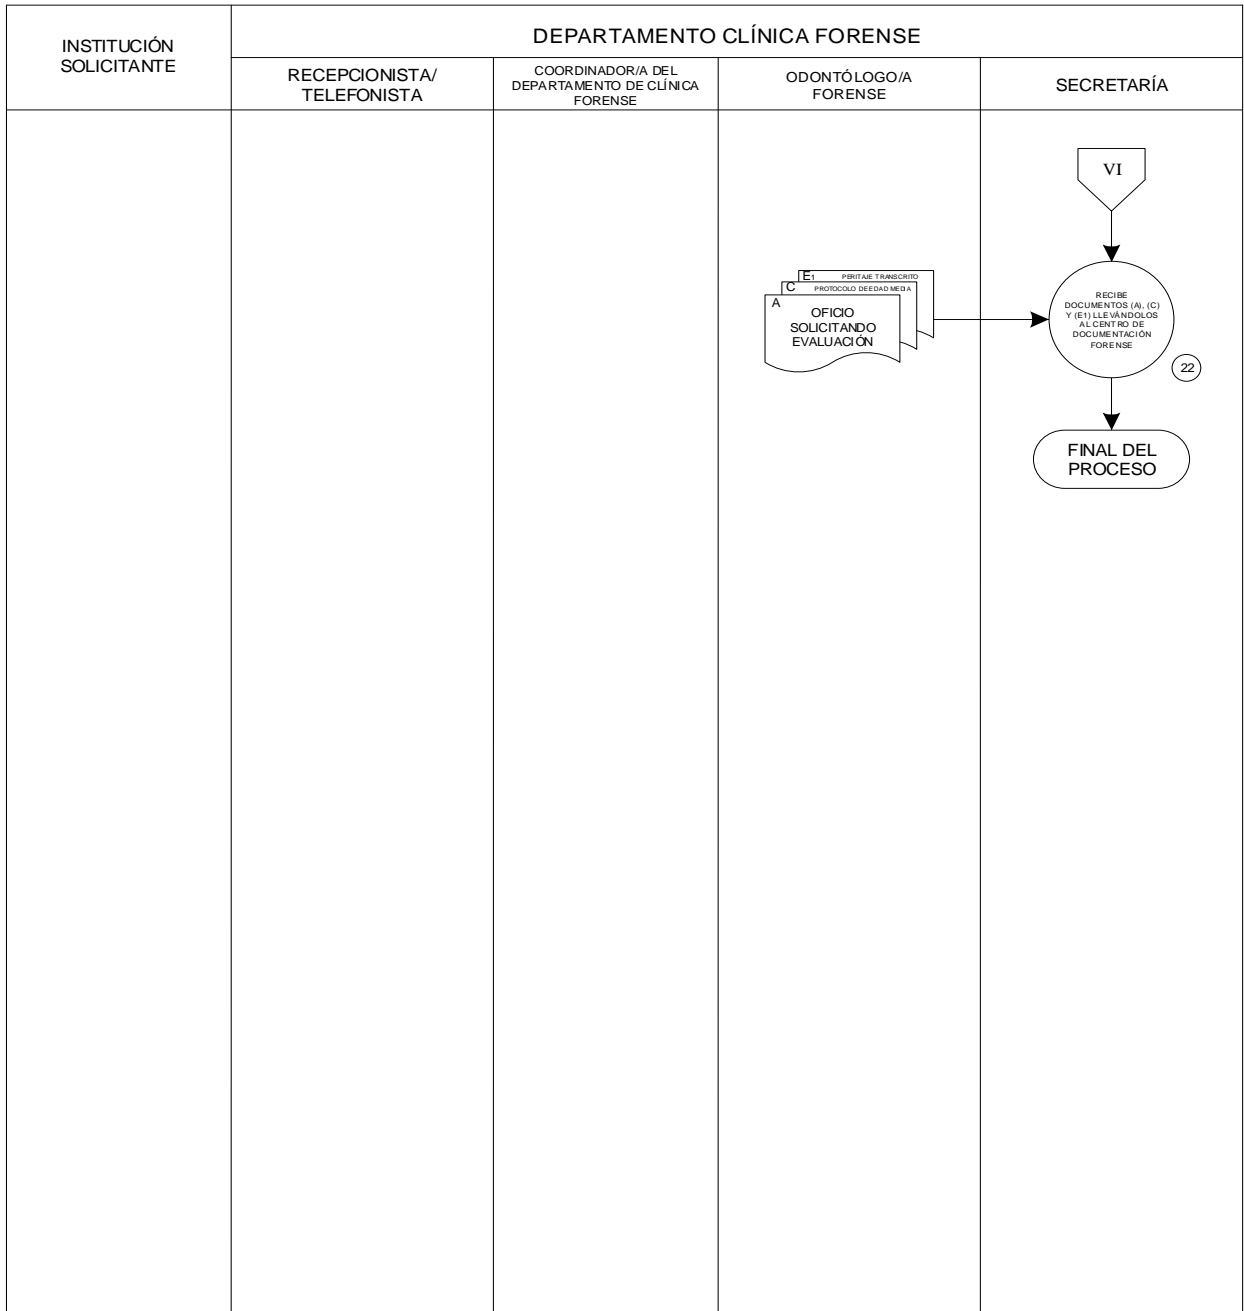 INSTITUCIÓN
SOLICITANTE
DEPARTAMENTO CLÍNICA FORENSE
RECEPCIONISTA/
TELEFONISTA
COORDINADOR/A DEL
DEPARTAMENTO DE CLÍNICA
FORENSE
ODONTÓLOGO/A
FORENSE
SECRETARÍA
VI
E1 PERITAJE TRANSCRITO
C PROTOCOLO DE EDAD MEDIA
A
OFICIO
SOLICITANDO
EVALUACIÓN
RECIBE
DOCUMENTOS (A), (C)
Y (E1) LLEVÁNDOLOS
AL CENTRO DE
DOCUMENTACIÓN
FORENSE
22
FINAL DEL
PROCESO